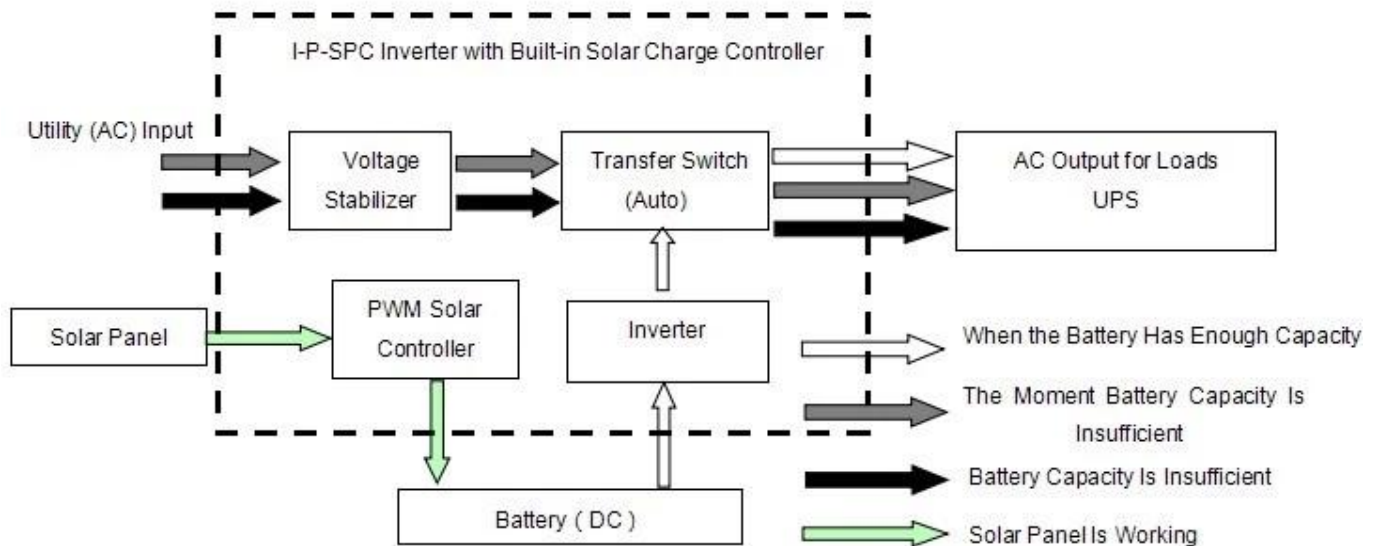 I-P-SPC Inverter with Built-in Solar Charge Controller
Utility (AC) Input
Voltage
Stabilizer
Transfer Switch
(Auto)
AC Output for Loads
UPS
Solar Panel
PWM Solar
Controller
Inverter
When the Battery Has Enough Capacity
The Moment Battery Capacity Is
Insufficient
Battery Capacity Is Insufficient
Battery ( DC )
Solar Panel Is Working